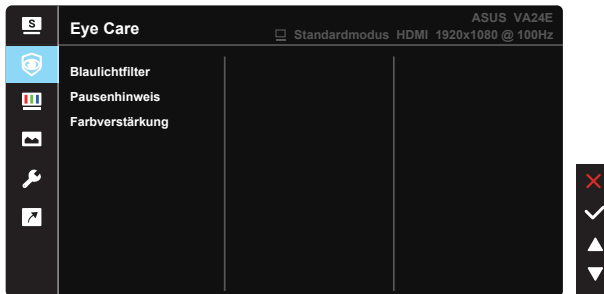 S
Eye Care
ASUS VA24E
Standardmodus HDMI 1920x1080 @ 100Hz
Blaulichtfilter
Pausenhinweis
Farbverstärkung